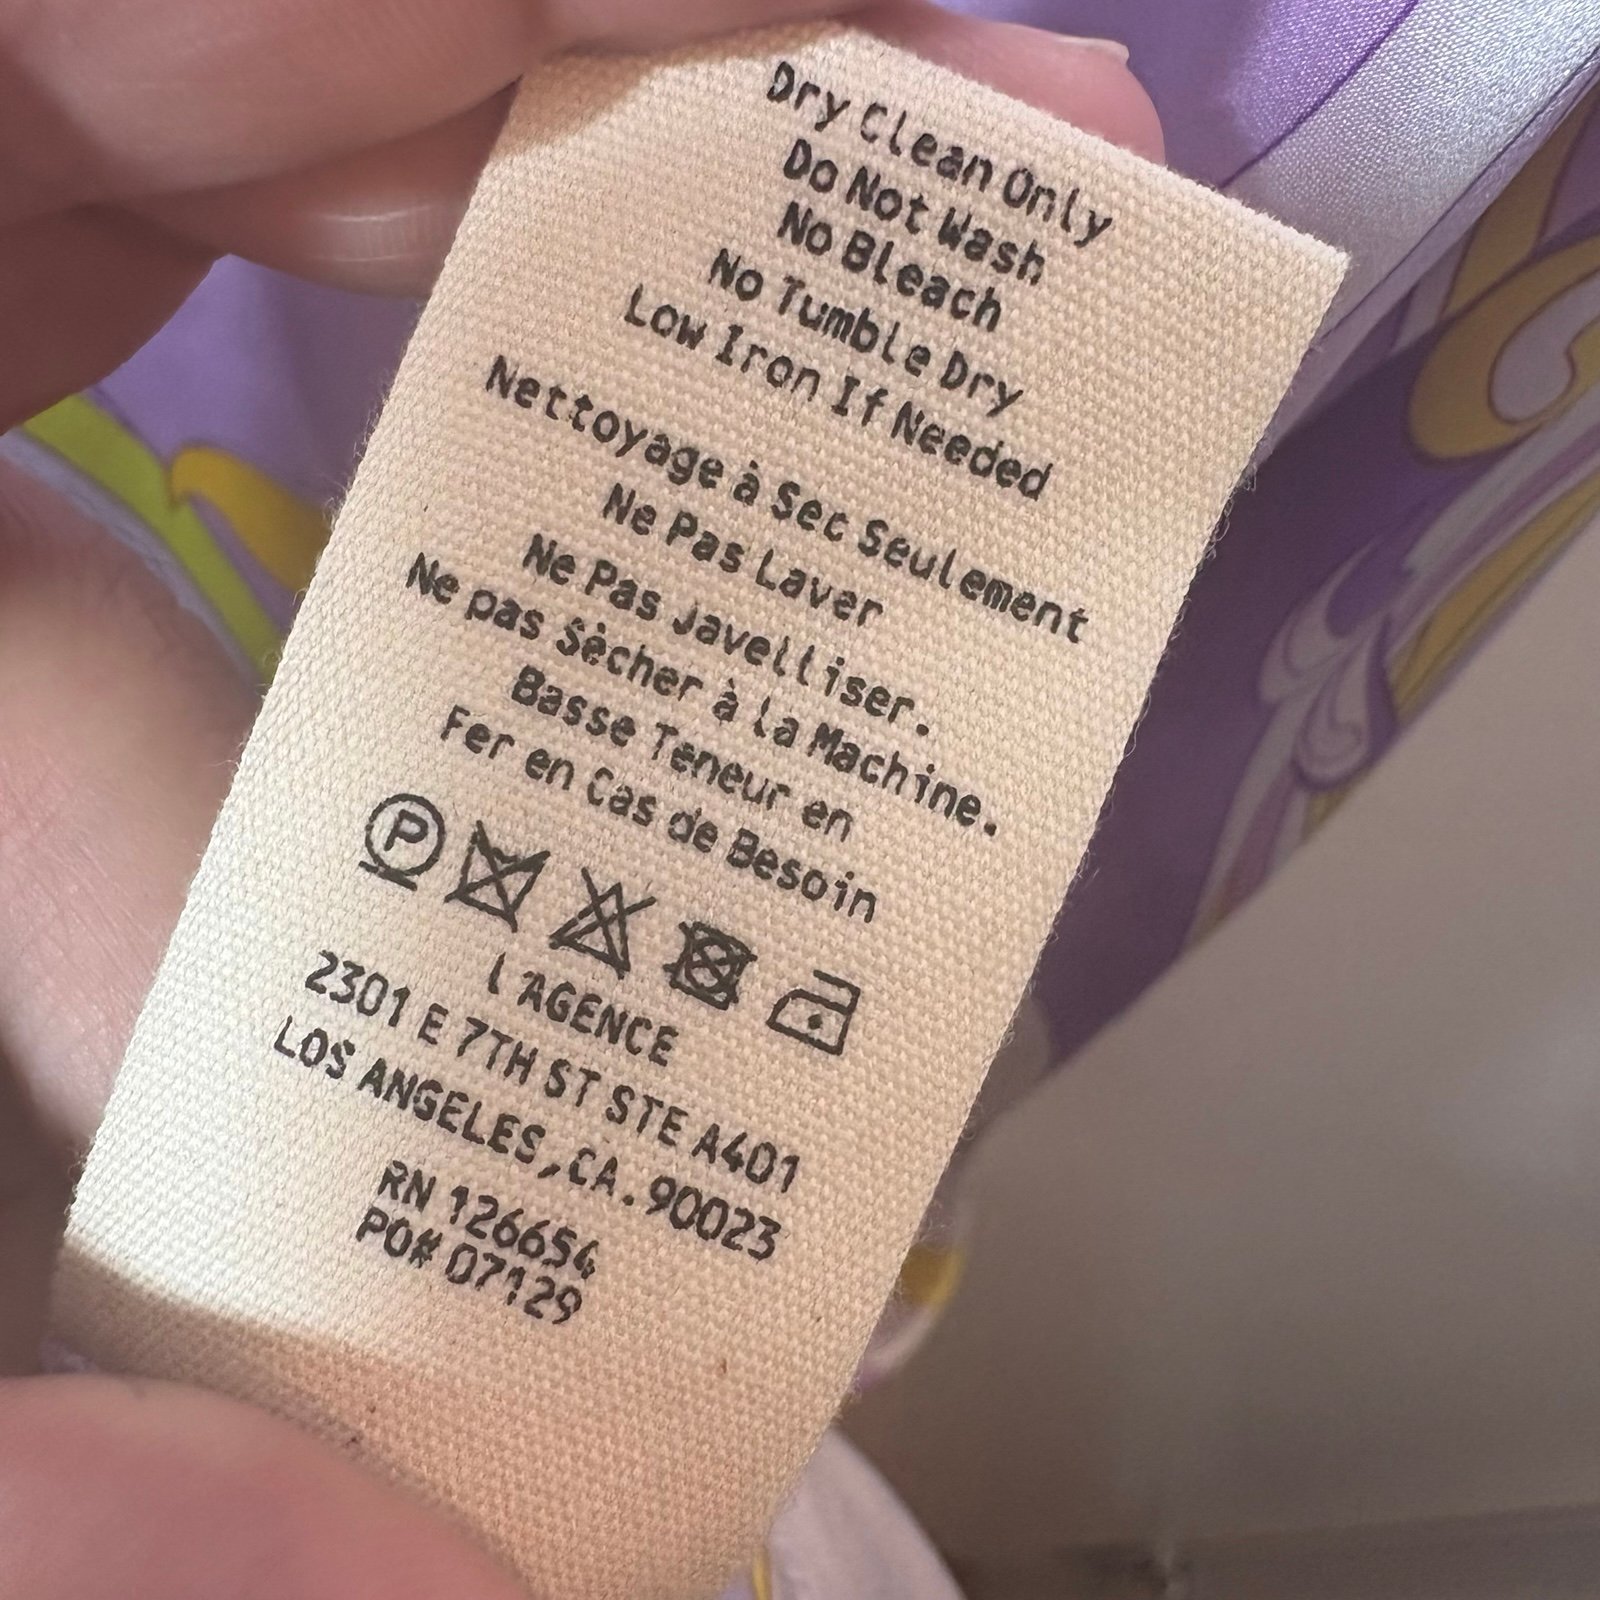 Dry Clean Only
Do Not Wash
No Bleach
No Tumble Dry
Low Iron If Needed
Nettoyage à Sec Seulement
Ne Pas Laver
Ne Pas Javelliser.
Ne pas Sècher à la Machine.
Basse Teneur en
Fer en Cas de Besoin
P
L'AGENCE
2301 E 7TH ST STE A401
LOS ANGELES, CA. 90023
RN 126654
PO# 07129